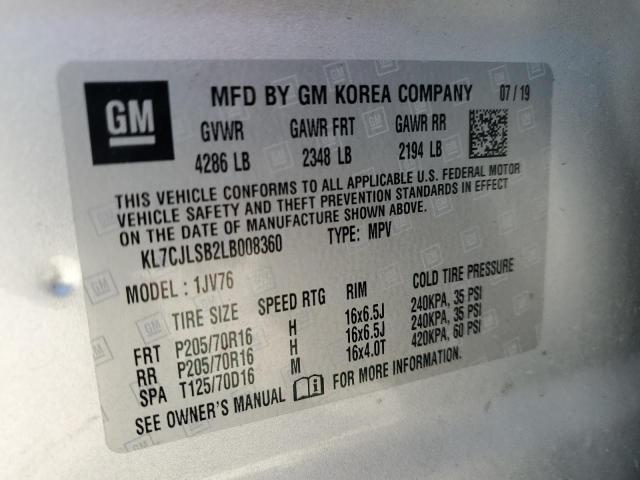 GM MFD BY GM KOREA COMPANY 07/19
GVWR GAWR FRT GAWR RR
4286 LB 2348 LB 2194 LB
THIS VEHICLE CONFORMS TO ALL APPLICABLE U.S. FEDERAL MOTOR
VEHICLE SAFETY AND THEFT PREVENTION STANDARDS IN EFFECT
ON THE DATE OF MANUFACTURE SHOWN ABOVE.
KL7CJLSB2LB008360 TYPE: MPV
MODEL: 1JV76
TIRE SIZE SPEED RTG RIM COLD TIRE PRESSURE
FRT P205/70R16 H 16x6.5J 240KPA, 35 PSI
RR P205/70R16 H 16x6.5J 240KPA, 35 PSI
SPA T125/70D16 M 16x4.0T 420KPA, 60 PSI
SEE OWNER'S MANUAL FOR MORE INFORMATION.